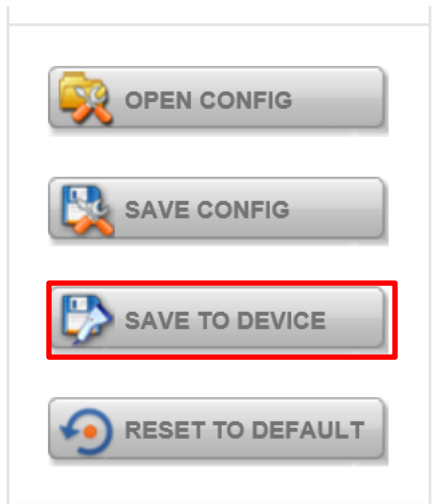 OPEN CONFIG
SAVE CONFIG
SAVE TO DEVICE
RESET TO DEFAULT